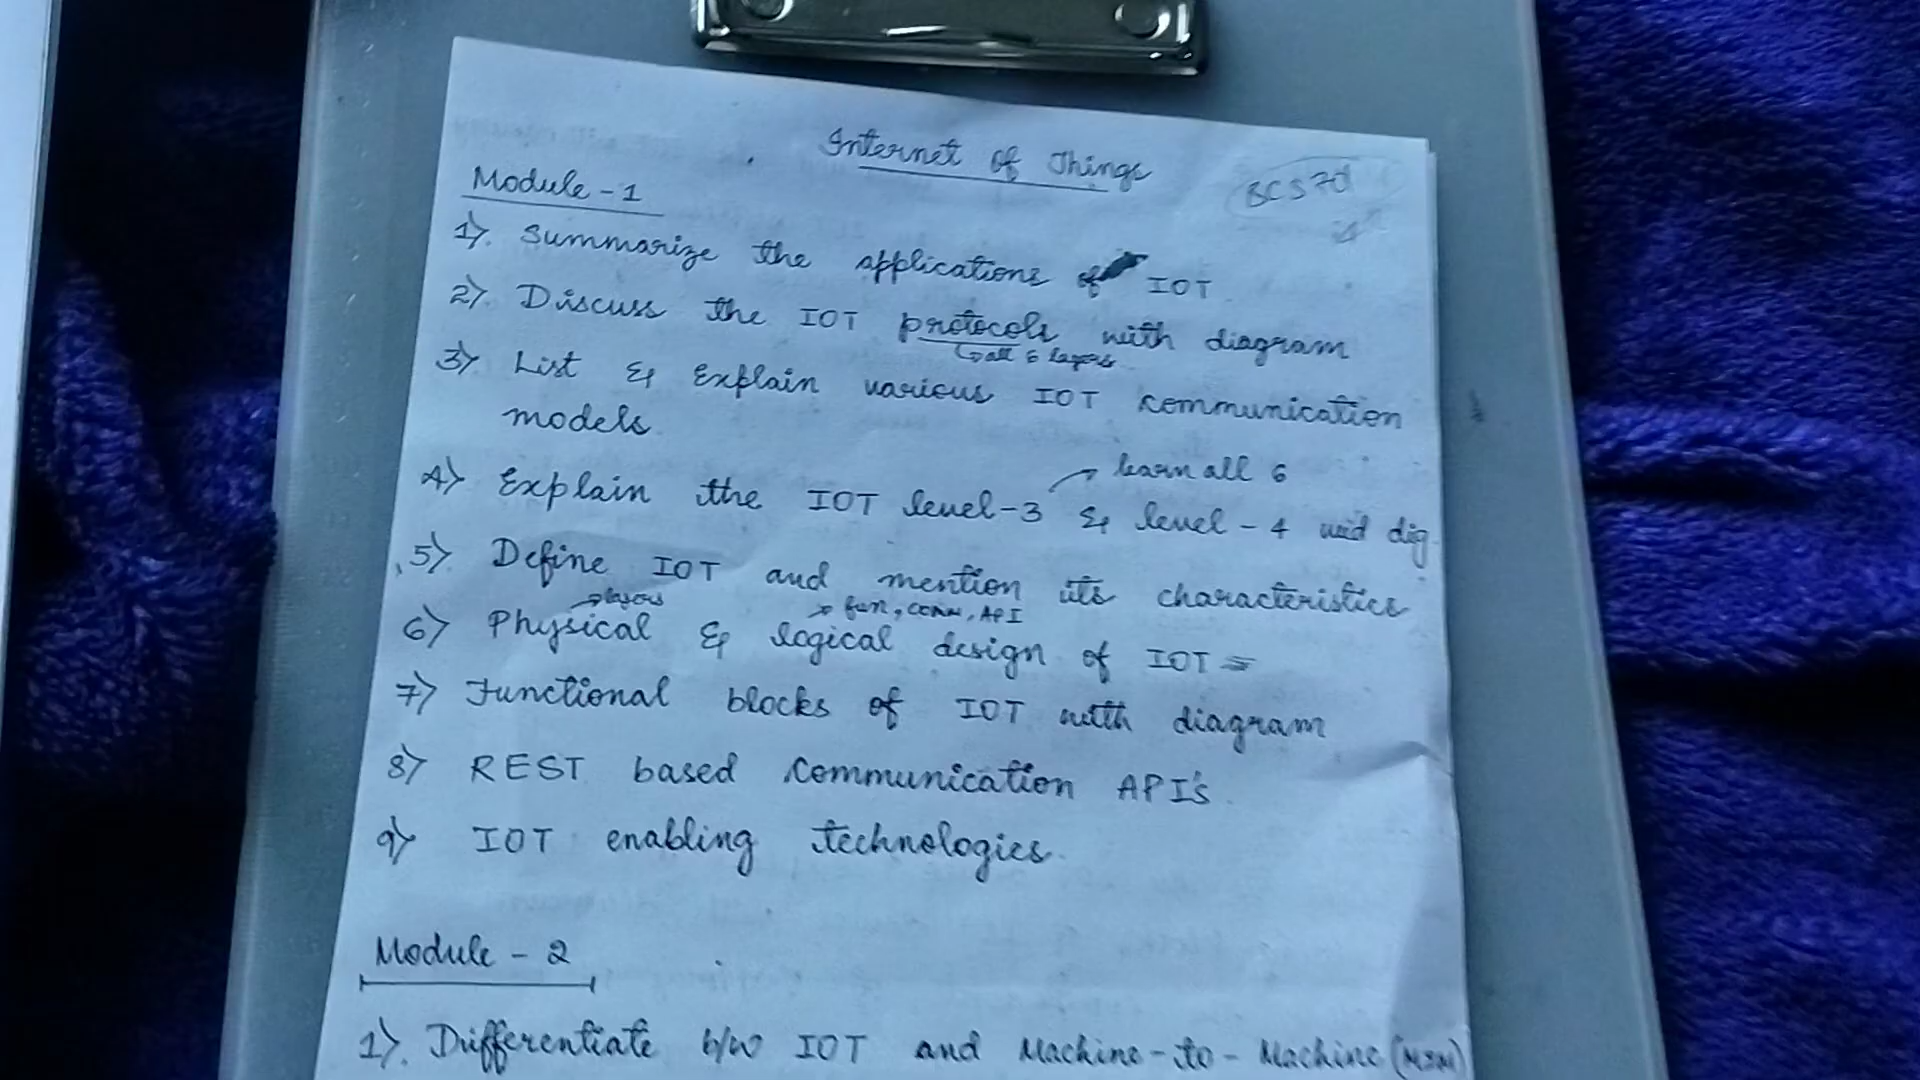 Internet of Things
BCS701
Module - 1
1). Summarize the applications of IOT
2). Discuss the IOT protocols with diagram
↳ all 6 layers
3) List & Explain various IOT communication
models.
→ learn all 6
4) Explain the IOT level-3 & level - 4 wid dig.
5). Define IOT and mention its characteristics
→ layers → fun, comm, API
6) Physical & logical design of IOT
7) Functional blocks of IOT with diagram
8) REST based communication API's.
9) IOT enabling technologies.
Module - 2
1). Differentiate b/w IOT and Machine-to-Machine (M2M)